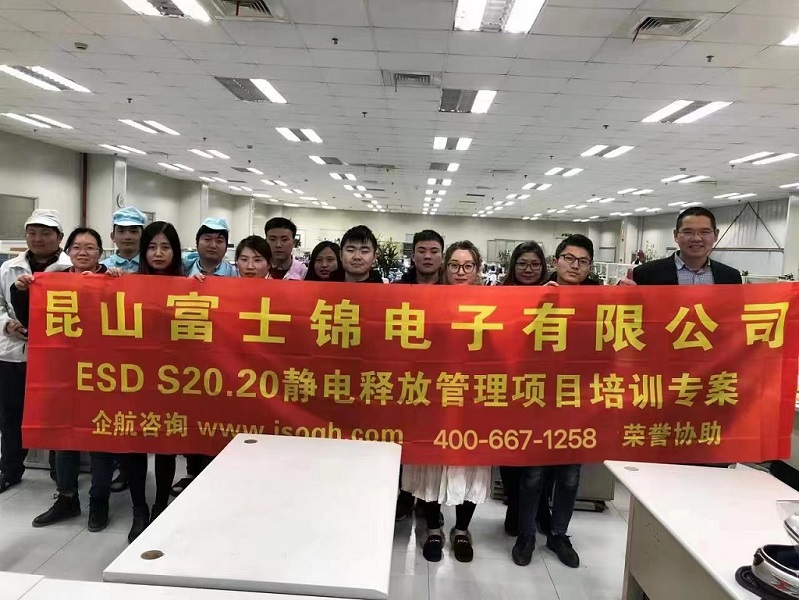 昆山富士锦电子有限公司
ESD S20.20静电释放管理项目培训专案
企航咨询 www.isoqh.com 400-667-1258 荣誉协助